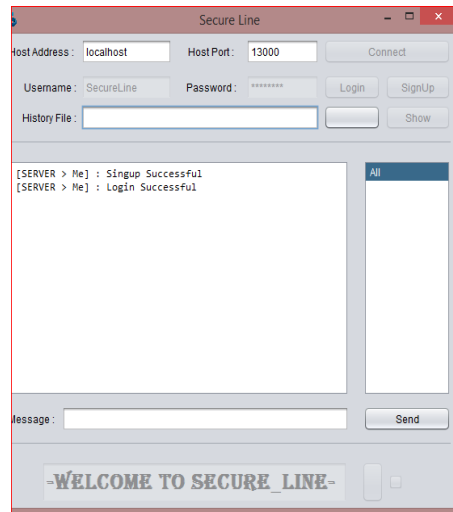 Secure Line
Host Address : localhost Host Port : 13000 Connect
Username : SecureLine Password : ******** Login SignUp
History File : Show
[SERVER > Me] : Singup Successful
[SERVER > Me] : Login Successful
All
Message : Send
-WELCOME TO SECURE_LINE-